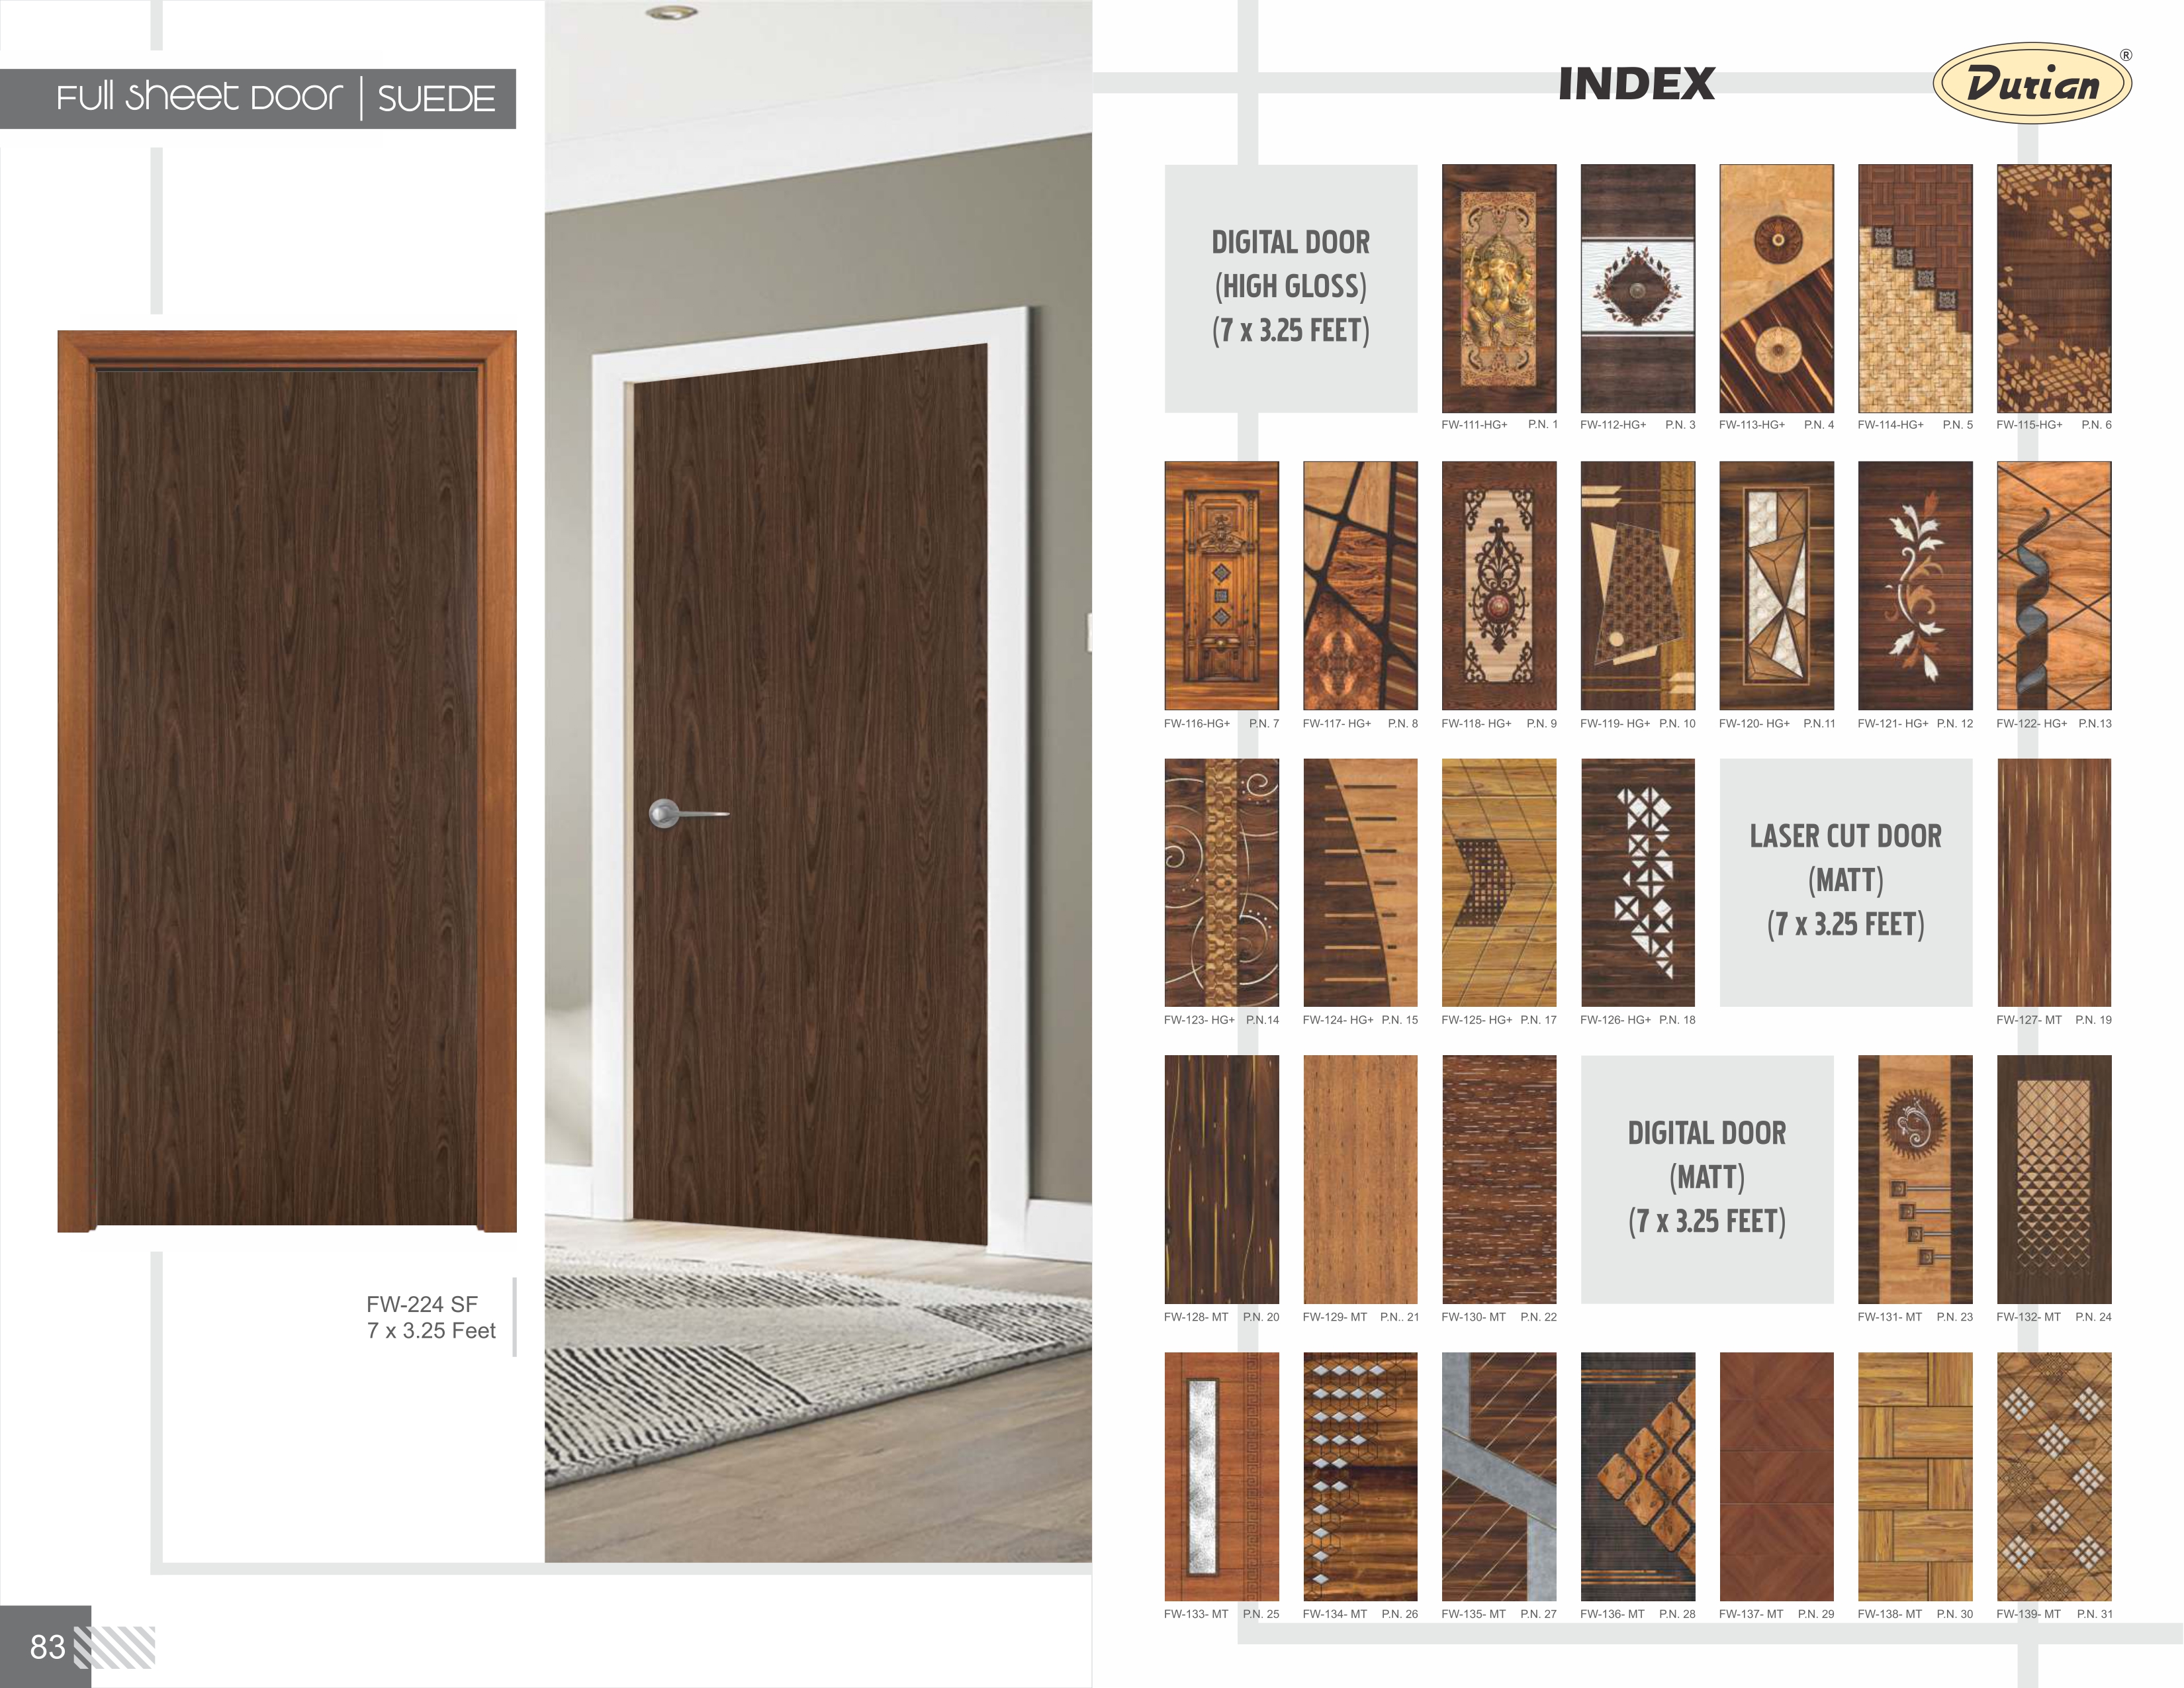 Full Sheet Door | SUEDE
FW-224 SF
7 x 3.25 Feet
83
INDEX
Durian ®
DIGITAL DOOR
(HIGH GLOSS)
(7 x 3.25 FEET)
FW-111-HG+ P.N. 1
FW-112-HG+ P.N. 3
FW-113-HG+ P.N. 4
FW-114-HG+ P.N. 5
FW-115-HG+ P.N. 6
FW-116-HG+ P.N. 7
FW-117- HG+ P.N. 8
FW-118- HG+ P.N. 9
FW-119- HG+ P.N. 10
FW-120- HG+ P.N.11
FW-121- HG+ P.N. 12
FW-122- HG+ P.N.13
FW-123- HG+ P.N.14
FW-124- HG+ P.N. 15
FW-125- HG+ P.N. 17
FW-126- HG+ P.N. 18
LASER CUT DOOR
(MATT)
(7 x 3.25 FEET)
FW-127- MT P.N. 19
FW-128- MT P.N. 20
FW-129- MT P.N.. 21
FW-130- MT P.N. 22
DIGITAL DOOR
(MATT)
(7 x 3.25 FEET)
FW-131- MT P.N. 23
FW-132- MT P.N. 24
FW-133- MT P.N. 25
FW-134- MT P.N. 26
FW-135- MT P.N. 27
FW-136- MT P.N. 28
FW-137- MT P.N. 29
FW-138- MT P.N. 30
FW-139- MT P.N. 31